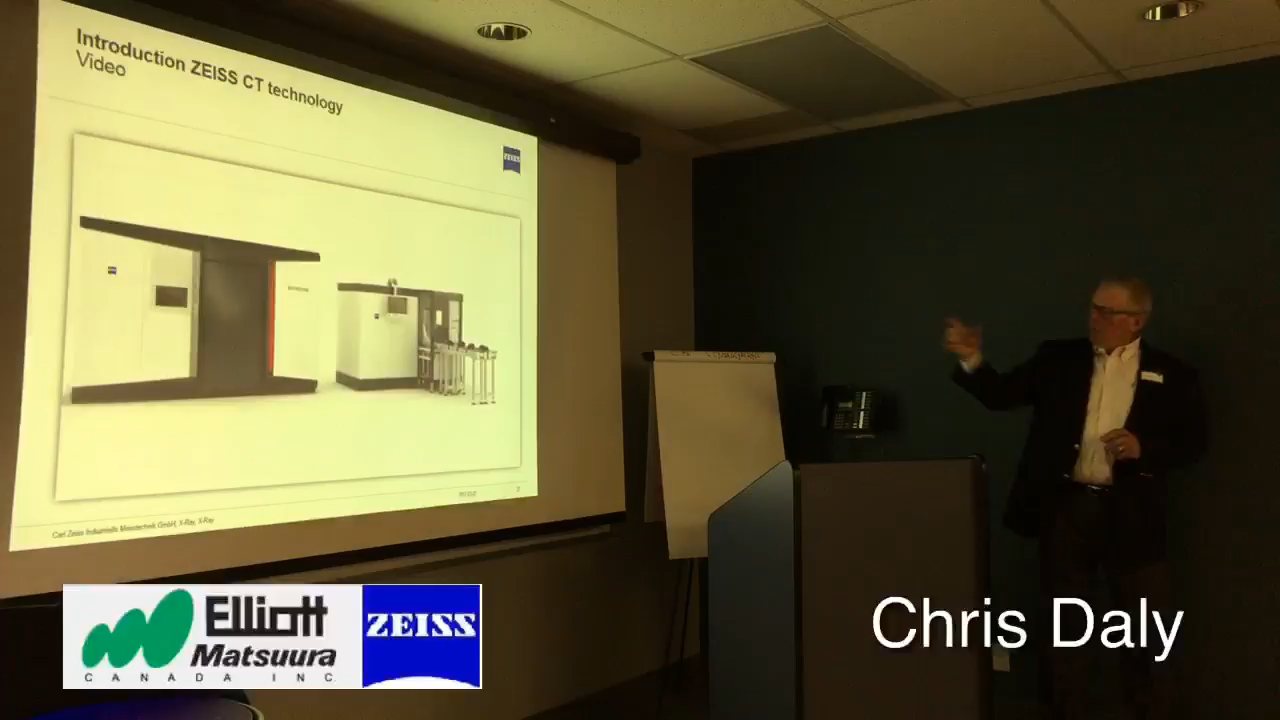 Introduction ZEISS CT technology
Video
ZEISS
Carl Zeiss Industrielle Messtechnik GmbH, X-Ray, X-Ray
Elliott
Matsuura
CANADA INC
ZEISS
Chris Daly